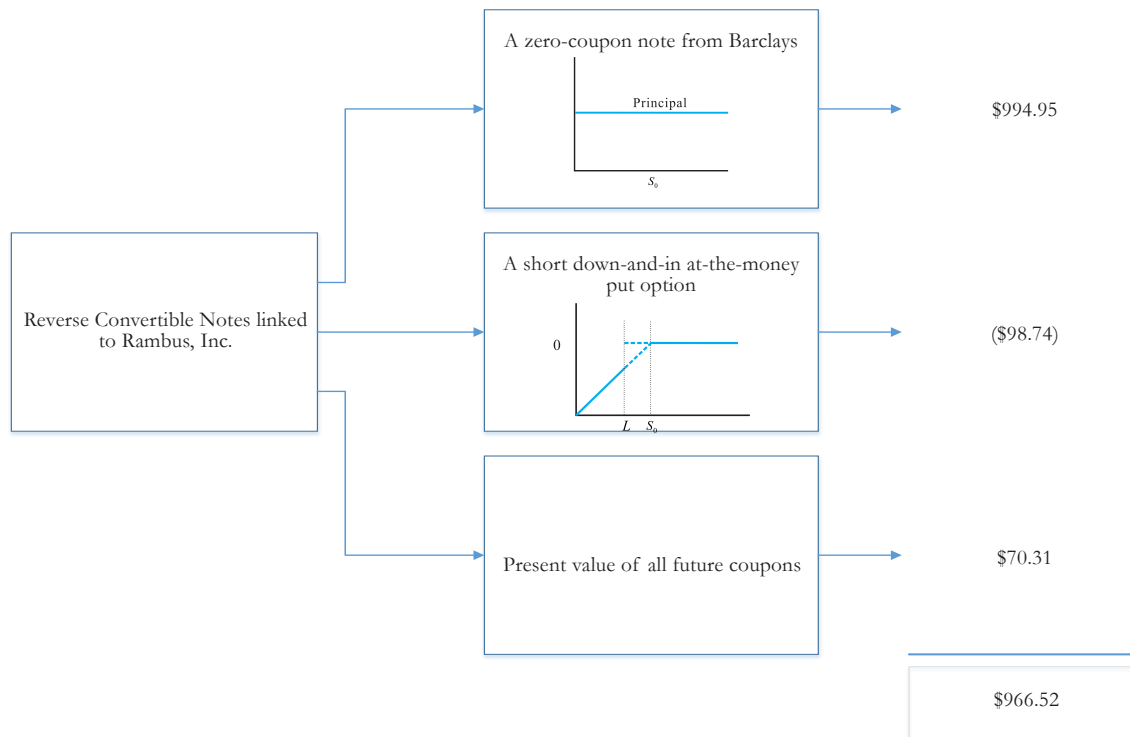 A zero-coupon note from Barclays
Principal
S₀
$994.95
Reverse Convertible Notes linked
to Rambus, Inc.
A short down-and-in at-the-money
put option
0
L S₀
($98.74)
Present value of all future coupons
$70.31
$966.52